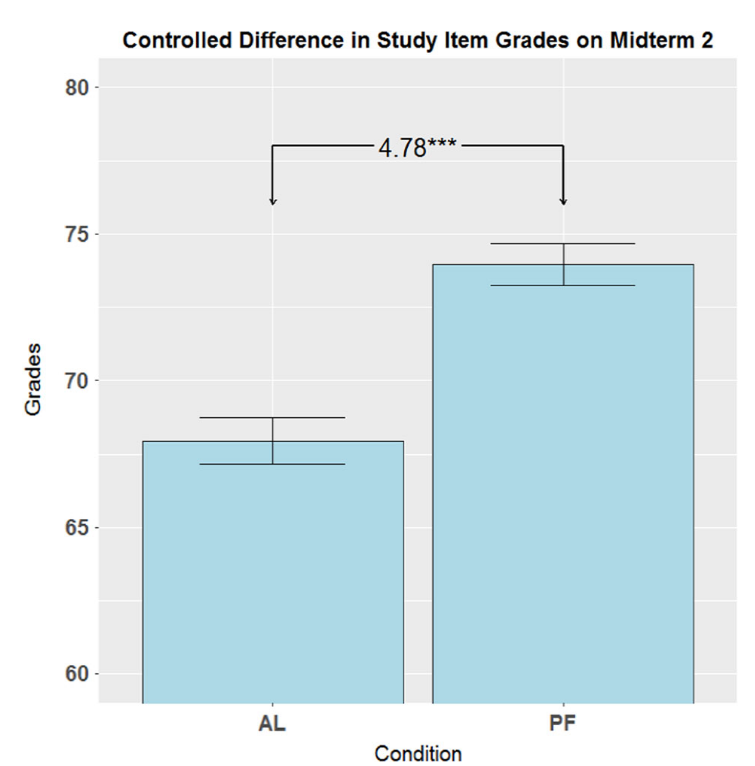 Controlled Difference in Study Item Grades on Midterm 2
80
4.78***
75
70
65
60
Grades
AL PF
Condition